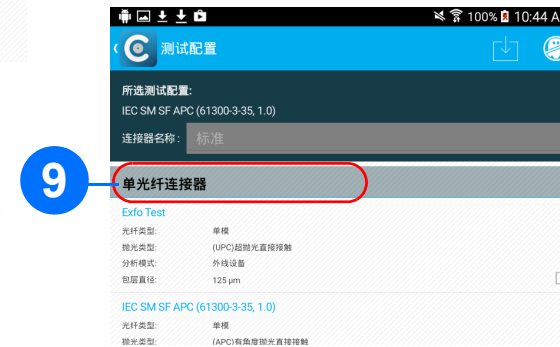 100% 10:44 A
测试配置
所选测试配置:
IEC SM SF APC (61300-3-35, 1.0)
连接器名称: 标准
9
单光纤连接器
Exfo Test
光纤类型: 单模
抛光类型: (UPC)超抛光直接接触
分析模式: 外线设备
包层直径: 125 µm
IEC SM SF APC (61300-3-35, 1.0)
光纤类型: 单模
抛光类型: (APC)有角度抛光直接接触